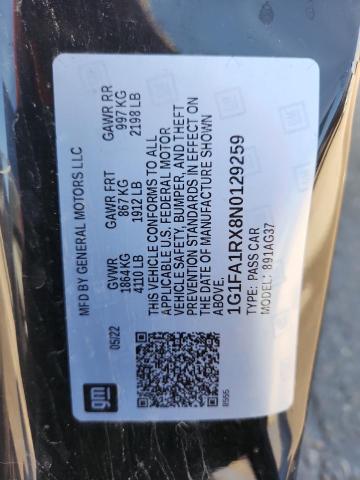 MFD BY GENERAL MOTORS LLC
05/22
GVWR GAWR FRT GAWR RR
1864 KG 867 KG 997 KG
4110 LB 1912 LB 2198 LB
THIS VEHICLE CONFORMS TO ALL
APPLICABLE U.S. FEDERAL MOTOR
VEHICLE SAFETY, BUMPER, AND THEFT
PREVENTION STANDARDS IN EFFECT ON
THE DATE OF MANUFACTURE SHOWN
ABOVE.
1G1FA1RX8N0129259
TYPE: PASS CAR
MODEL: 891AG37
gm
R555